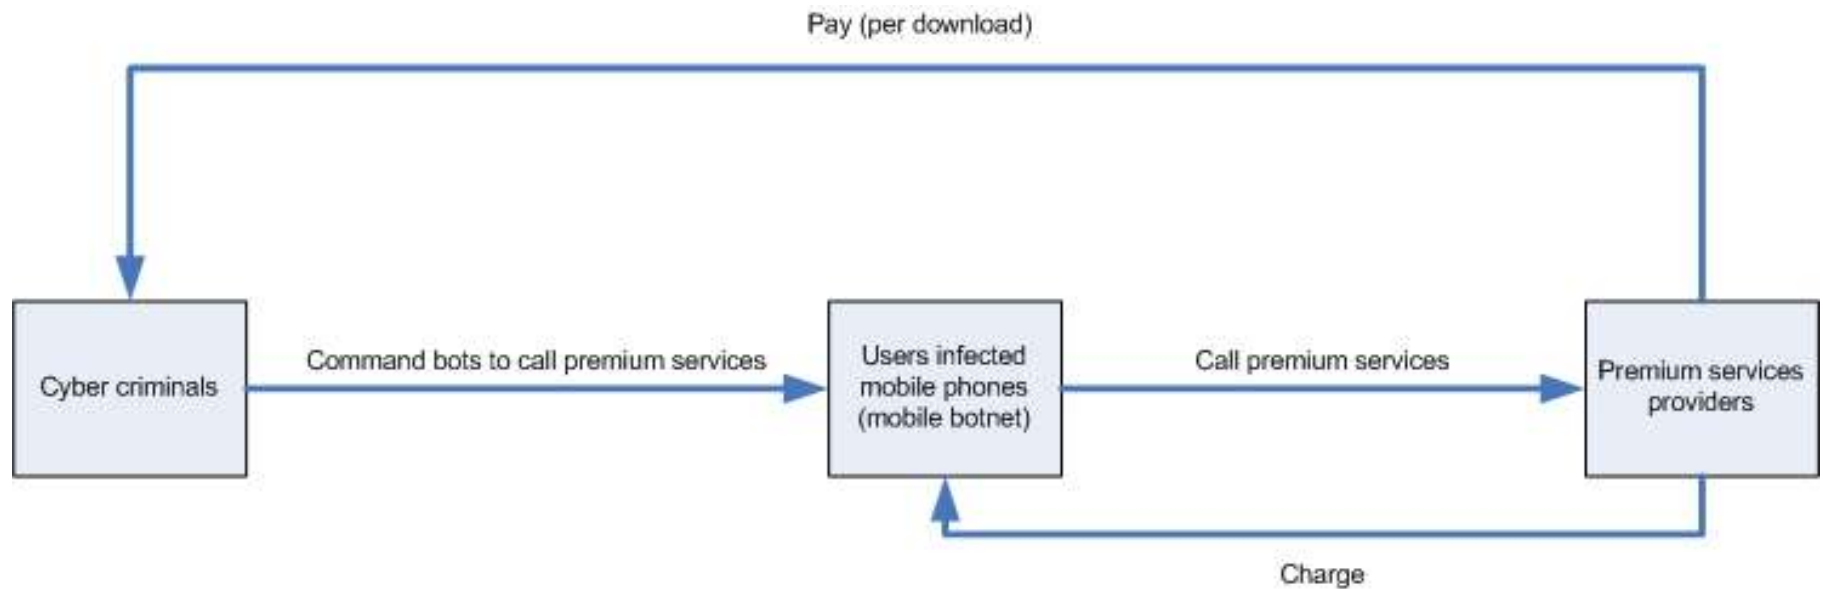 Pay (per download)
Cyber criminals
Command bots to call premium services
Users infected
mobile phones
(mobile botnet)
Call premium services
Premium services
providers
Charge